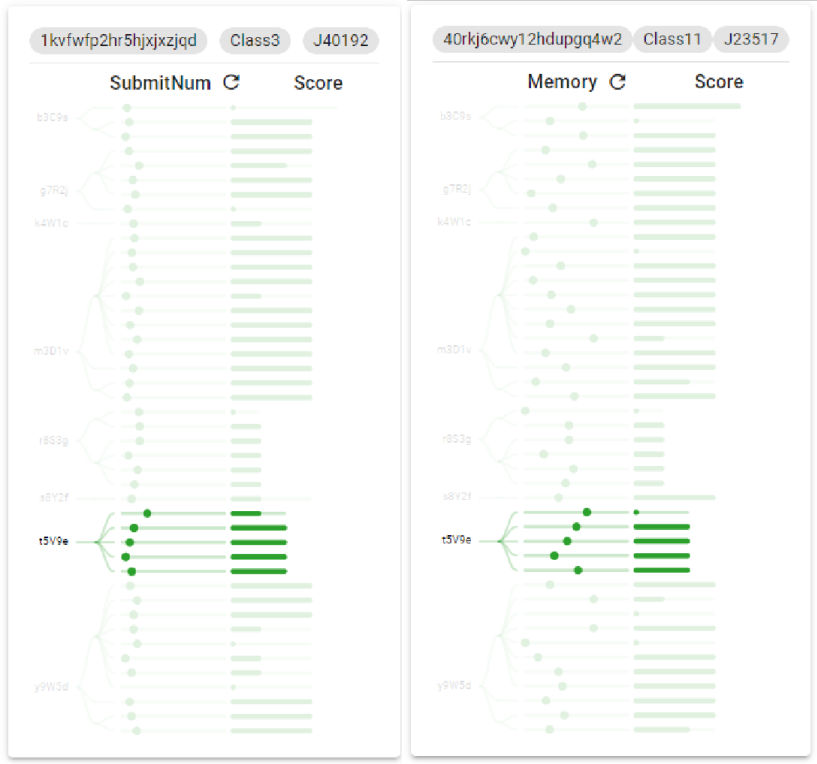 1kvfwfp2hr5hjxjxzjqd Class3 J40192
SubmitNum Score
b3C9s
g7R2j
k4W1c
m3D1v
r8S3g
s8Y2f
t5V9e
y9W5d
40rkj6cwy12hdupgq4w2 Class11 J23517
Memory Score
b3C9s
g7R2j
k4W1c
m3D1v
r8S3g
s8Y2f
t5V9e
y9W5d